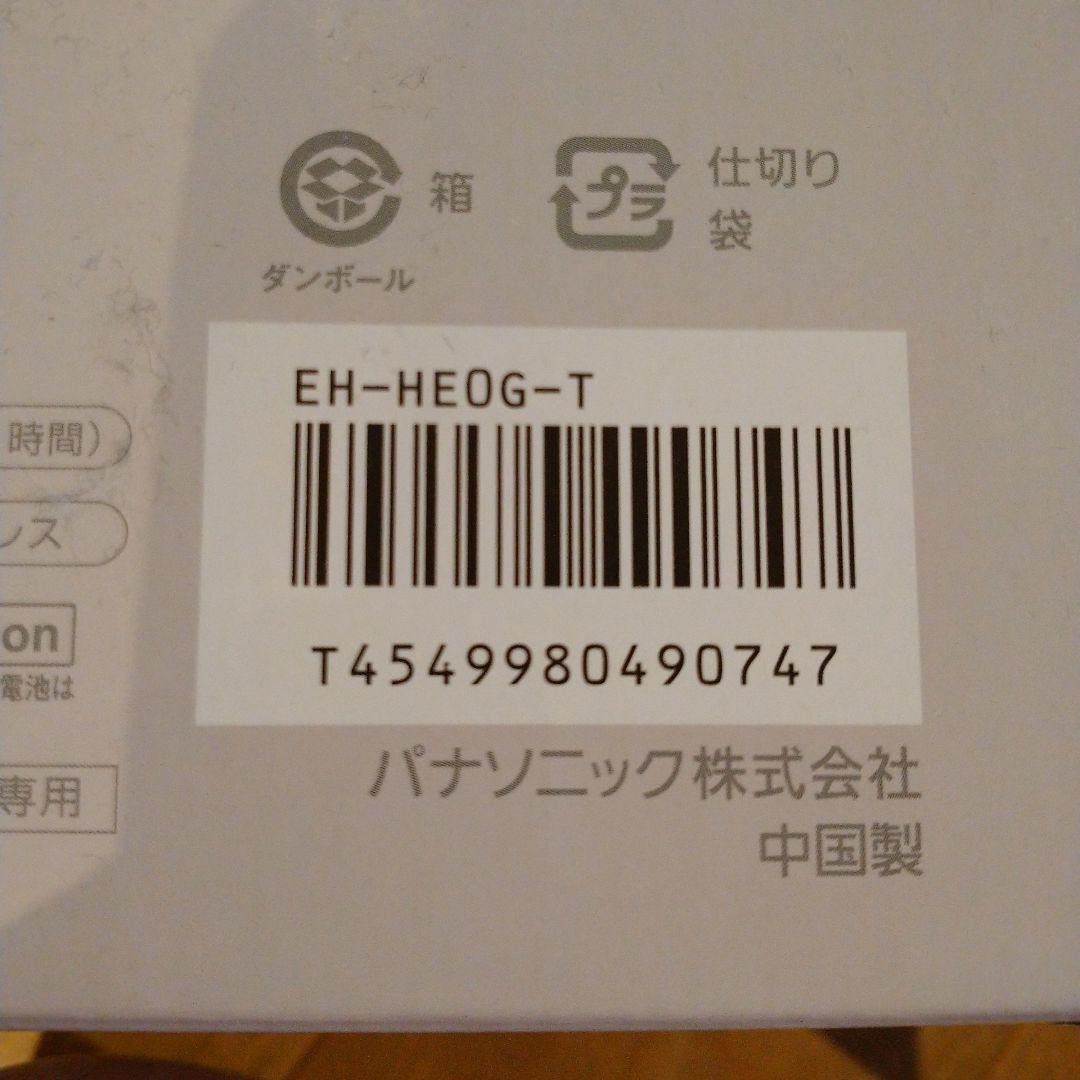 箱
ダンボール
プラ
仕切り
袋
EH-HE0G-T
T4549980490747
時間)
レス
on
電池は
専用
パナソニック株式会社
中国製